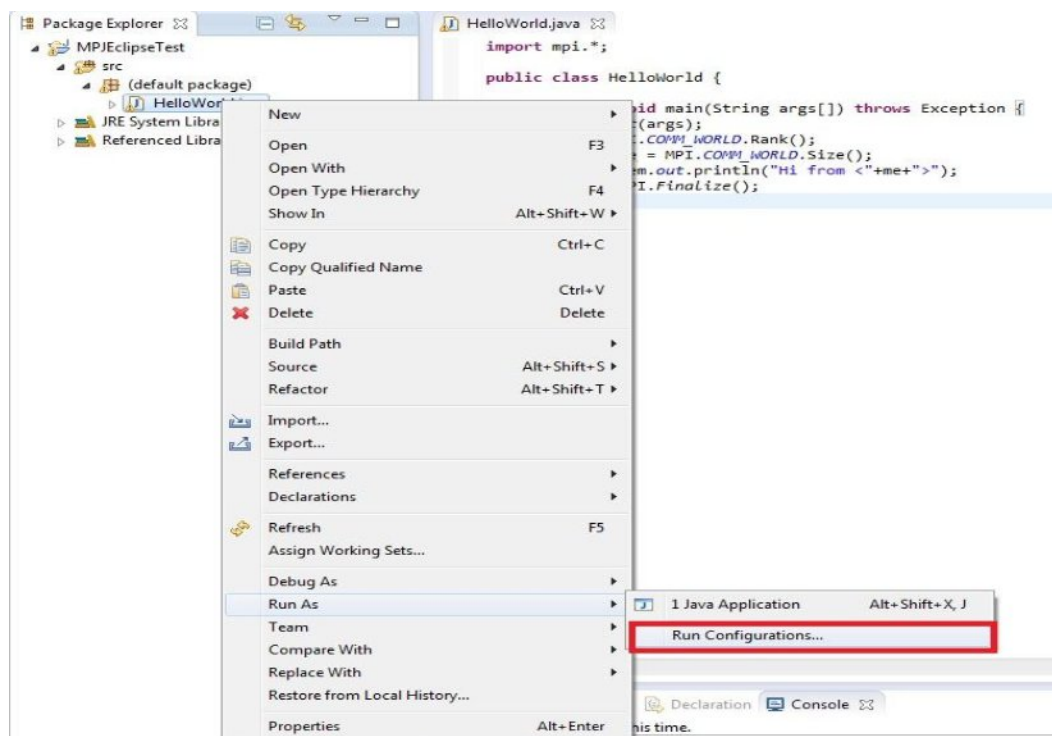 Package Explorer
MPJEclipseTest
src
(default package)
HelloWor
JRE System Libra
Referenced Libra
HelloWorld.java
import mpi.*;
public class HelloWorld {
id main(String args[]) throws Exception {
(args);
.COMM_WORLD.Rank();
= MPI.COMM_WORLD.Size();
m.out.println("Hi from <"+me+">");
PI.Finalize();
New
Open F3
Open With
Open Type Hierarchy F4
Show In Alt+Shift+W
Copy Ctrl+C
Copy Qualified Name
Paste Ctrl+V
Delete Delete
Build Path
Source Alt+Shift+S
Refactor Alt+Shift+T
Import...
Export...
References
Declarations
Refresh F5
Assign Working Sets...
Debug As
Run As
Team
Compare With
Replace With
Restore from Local History...
Properties Alt+Enter
1 Java Application Alt+Shift+X, J
Run Configurations...
Declaration
Console
his time.